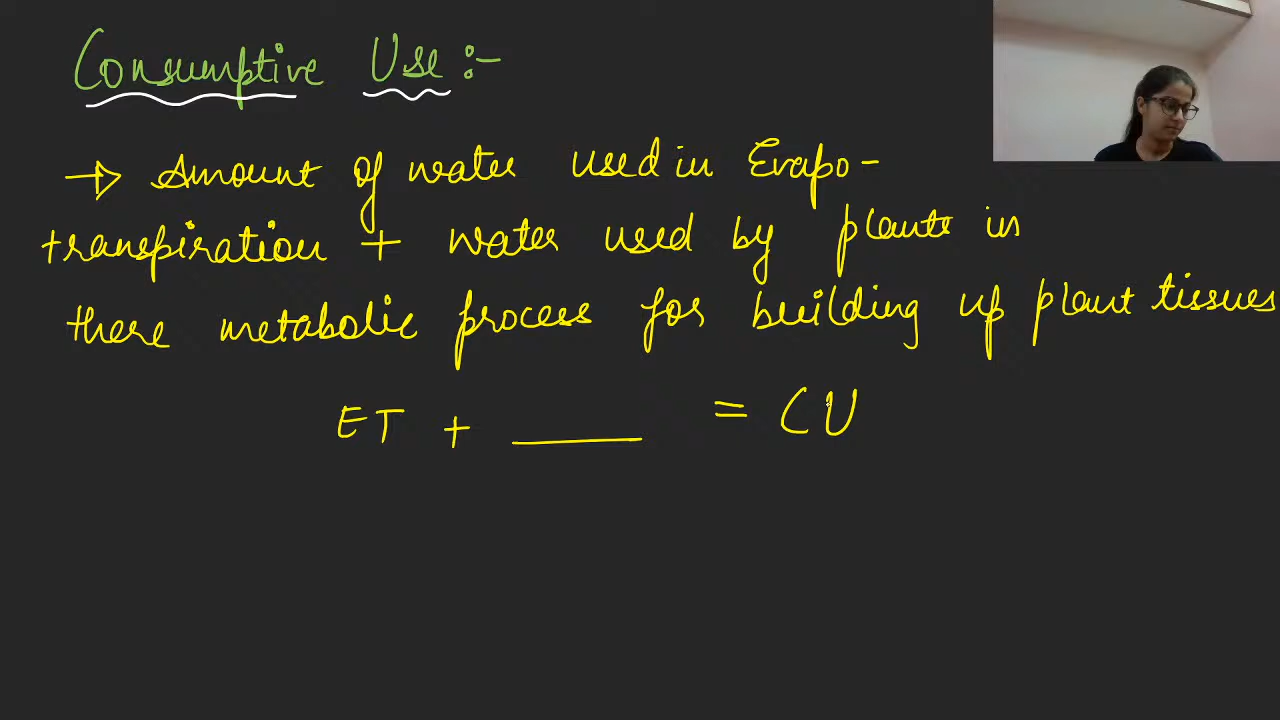 Consumptive Use :-
→ Amount of water used in Evapo-
transpiration + water used by plants in
there metabolic process for building up plant tissues
ET + _____ = CU